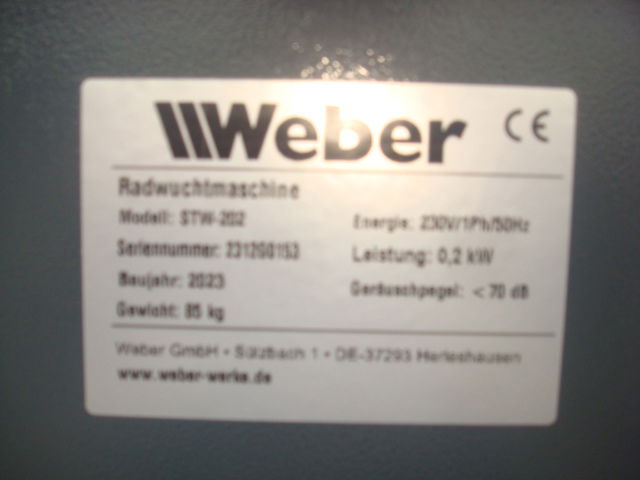 Weber CE
Radwuchtmaschine
Modell: STW-202
Seriennummer: 231200153
Baujahr: 2023
Gewicht: 85 kg
Energie: 230V/1Ph/50Hz
Leistung: 0,2 kW
Geräuschpegel: < 70 dB
Weber GmbH • Sülzbach 1 • DE-37293 Herleshausen
www.weber-werke.de